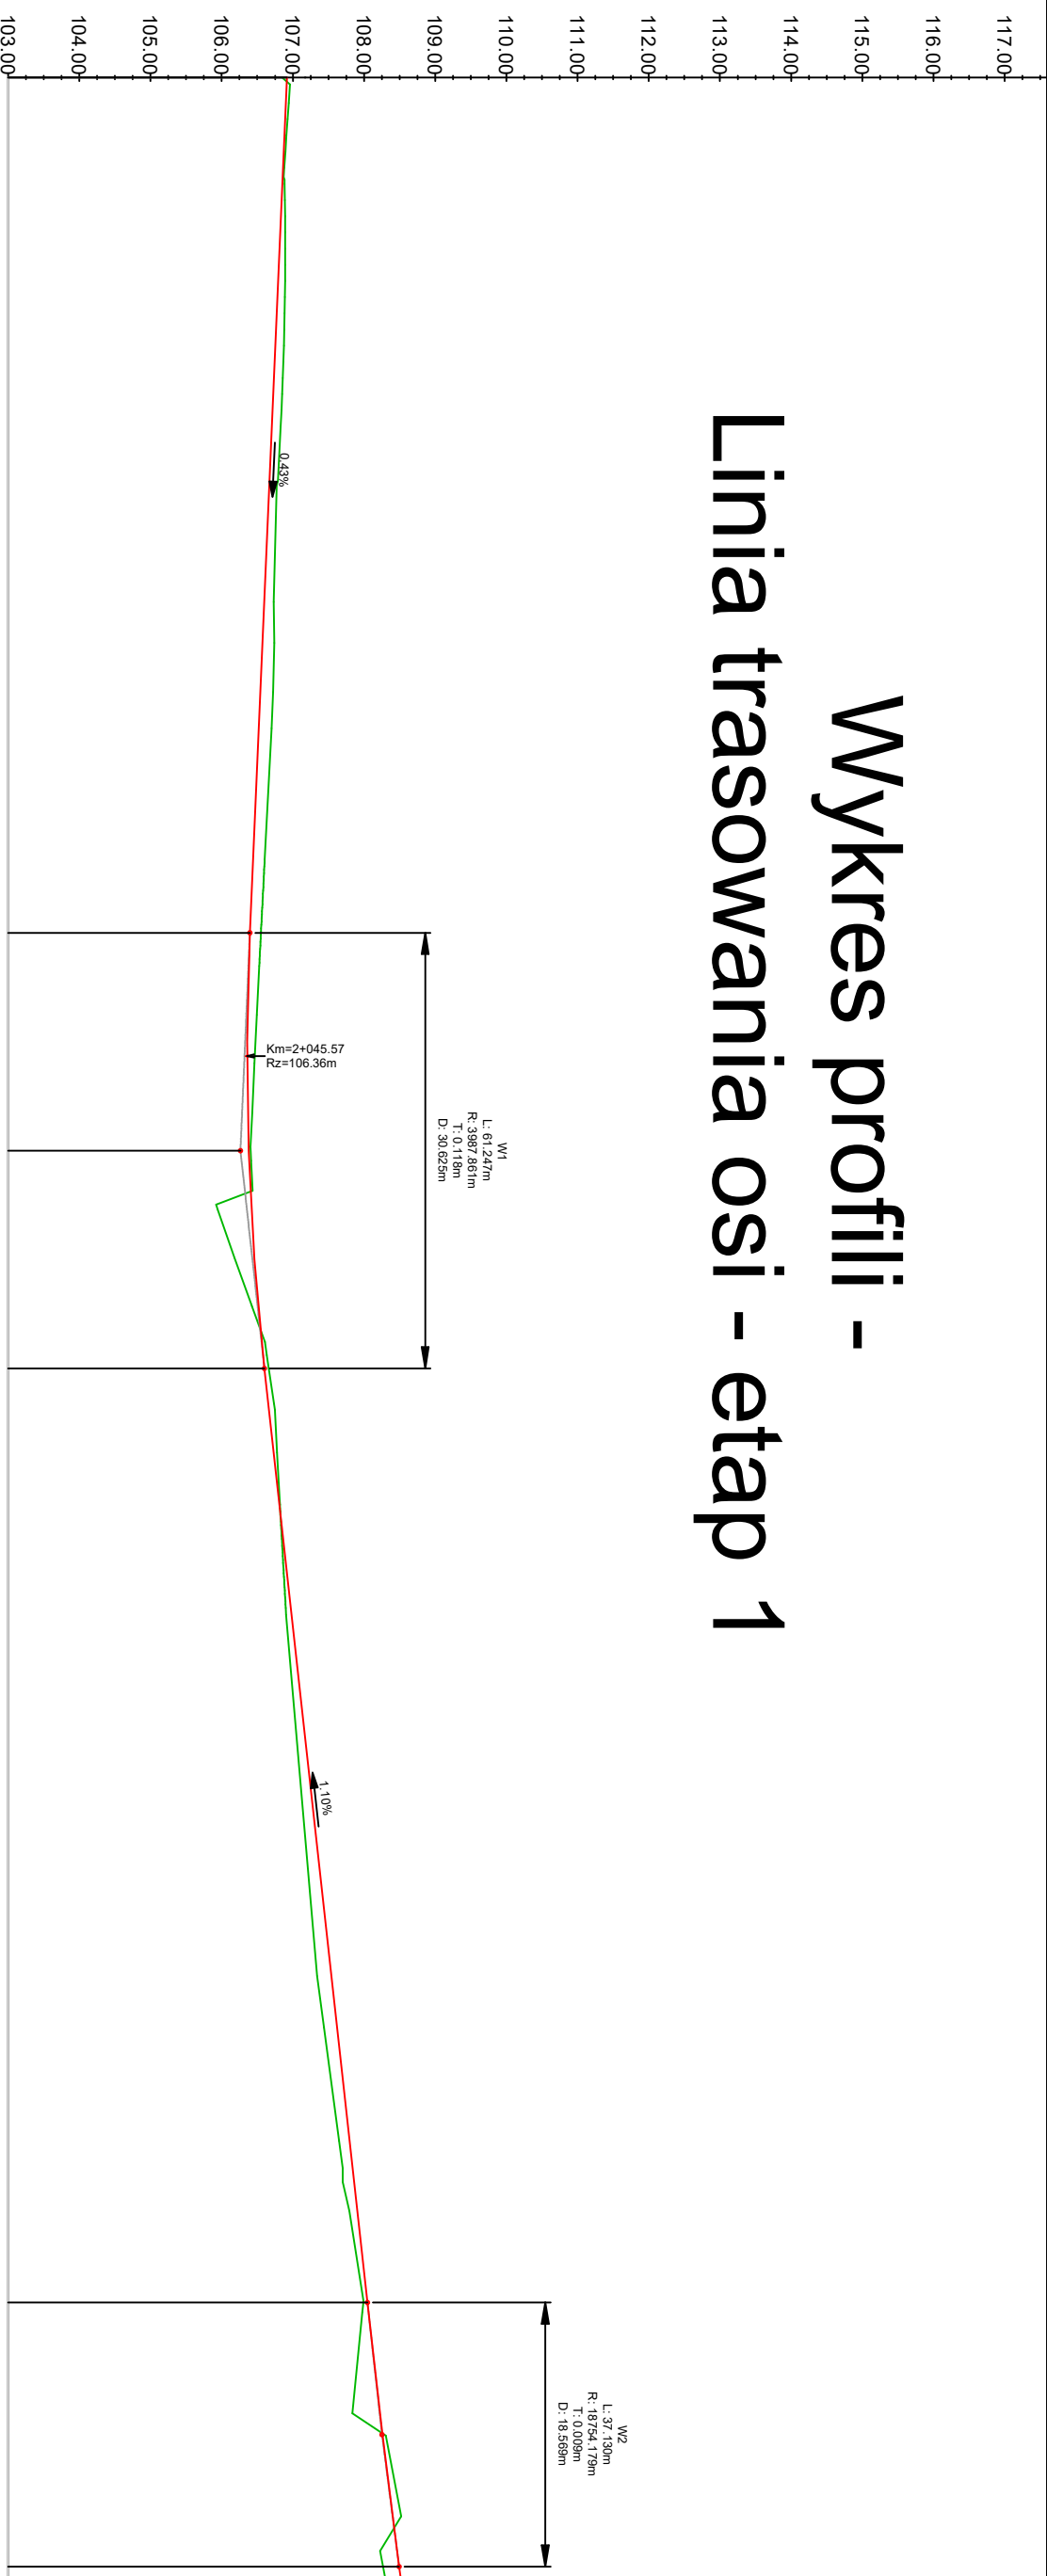 Wykres profili -
Linia trasowania osi - etap 1
117.00
116.00
115.00
114.00
113.00
112.00
111.00
110.00
109.00
108.00
107.00
106.00
105.00
104.00
103.00
0.43%
Km=2+045.57
Rz=106.36m
W1
L: 61.247m
R: 3987.861m
T: 0.118m
D: 30.625m
1.10%
W2
L: 37.130m
R: 18754.179m
T: 0.009m
D: 18.569m